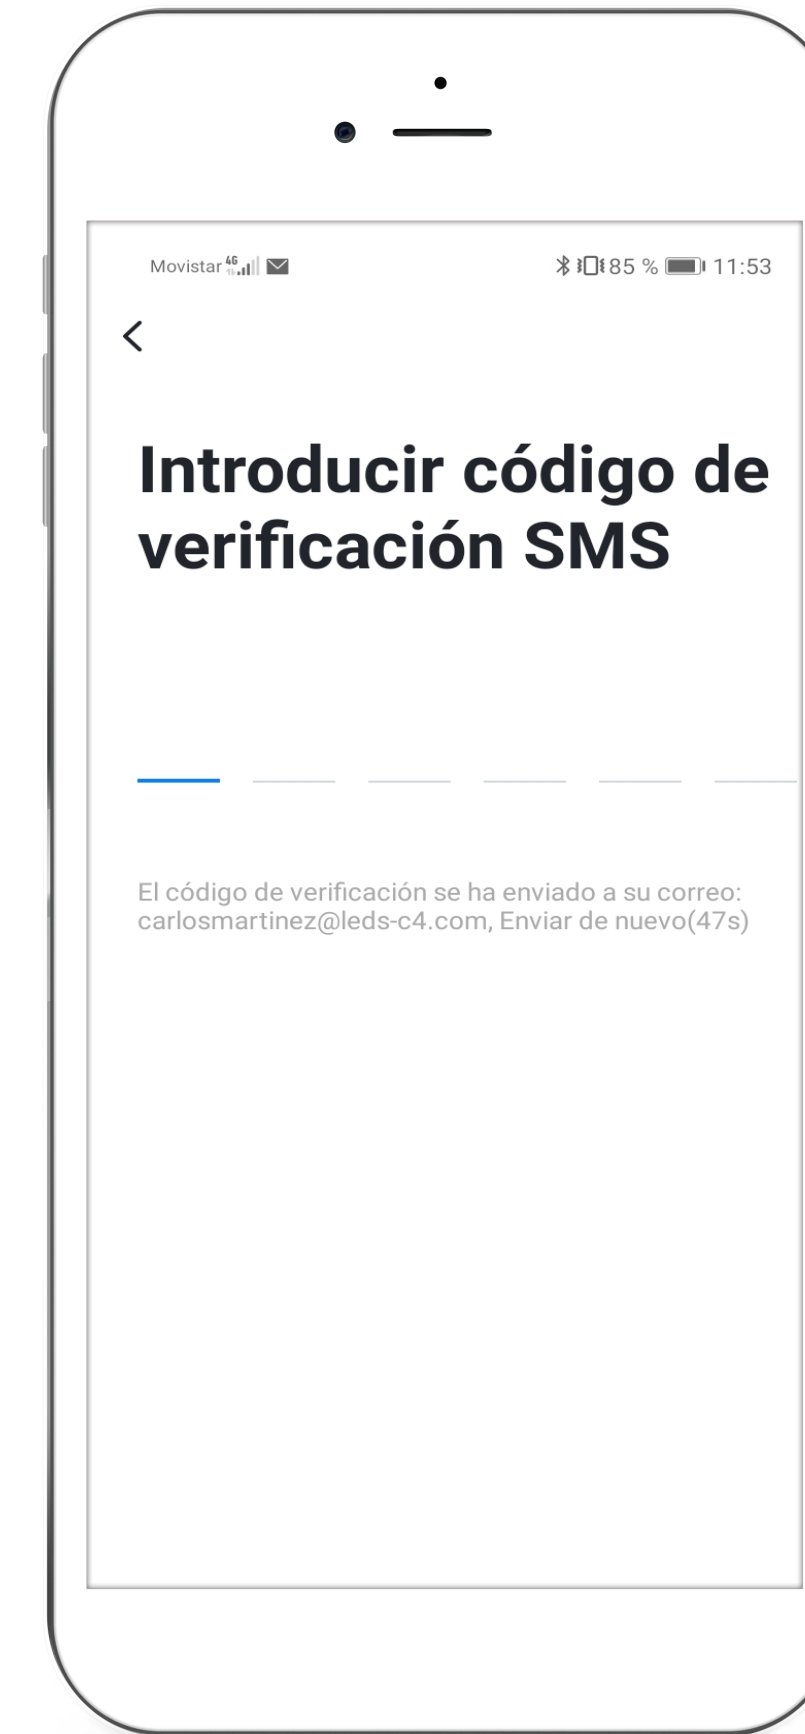 Movistar 4G 85 % 11:53
Introducir código de
verificación SMS
El código de verificación se ha enviado a su correo:
carlosmartinez@leds-c4.com, Enviar de nuevo(47s)